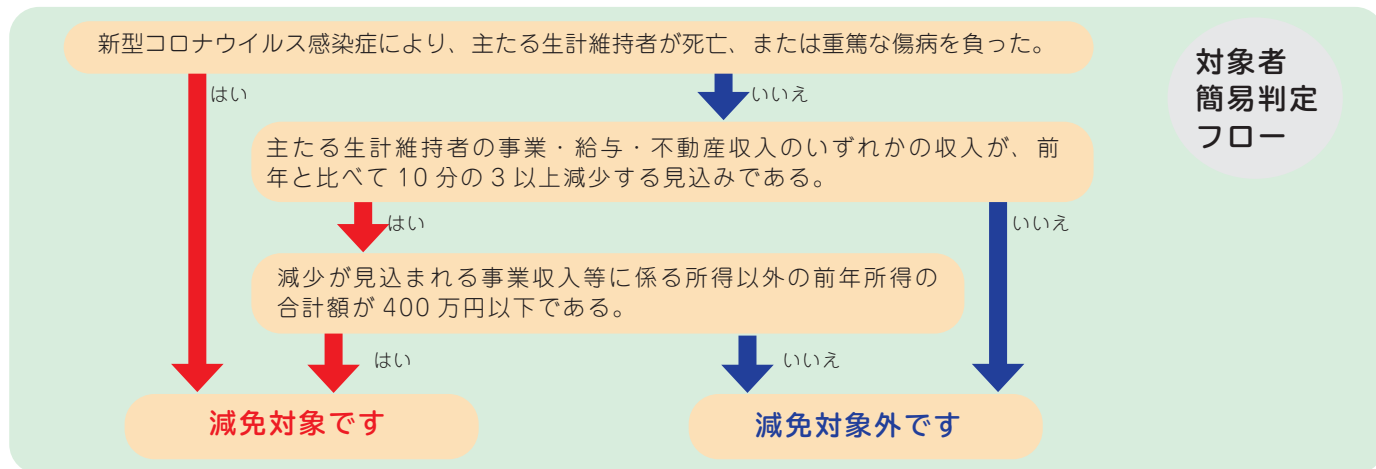 新型コロナウイルス感染症により、主たる生計維持者が死亡、または重篤な傷病を負った。
対象者
簡易判定
フロー
はい
いいえ
主たる生計維持者の事業・給与・不動産収入のいずれかの収入が、前
年と比べて 10 分の 3 以上減少する見込みである。
はい
いいえ
減少が見込まれる事業収入等に係る所得以外の前年所得の
合計額が 400 万円以下である。
はい
いいえ
減免対象です
減免対象外です